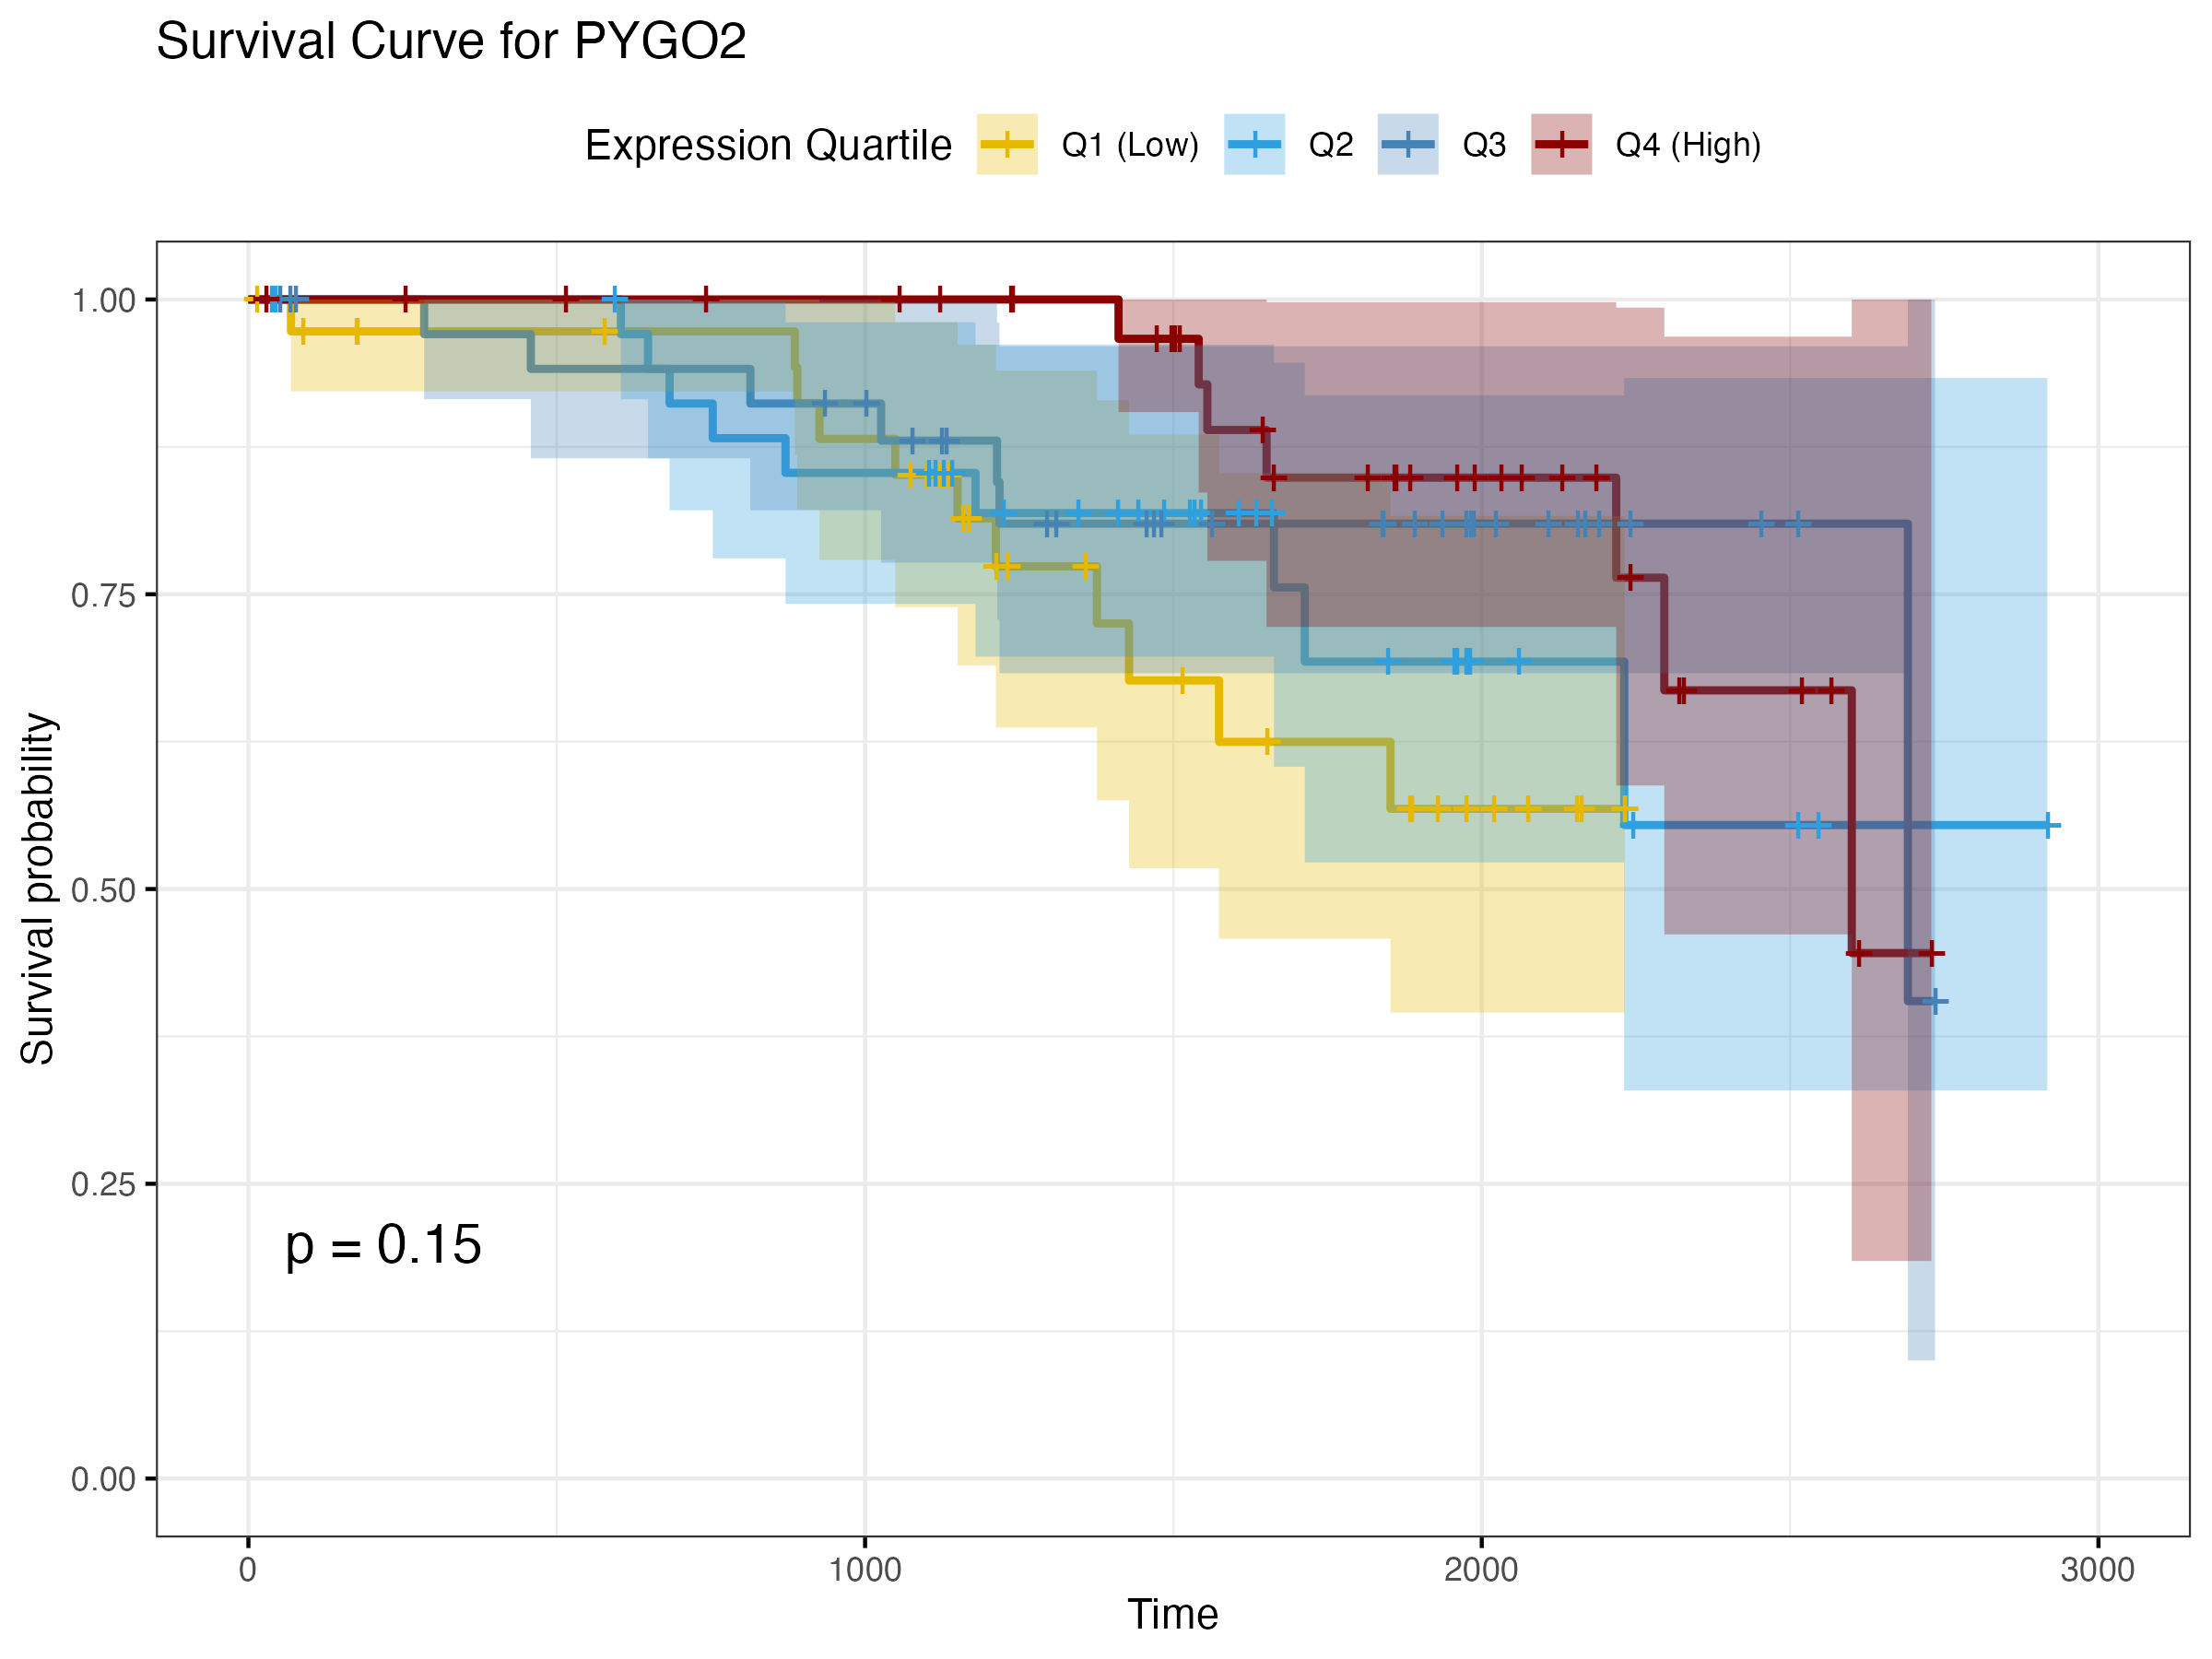 Survival Curve for PYGO2
Expression Quartile Q1 (Low) Q2 Q3 Q4 (High)
1.00
0.75
0.50
0.25
0.00
Survival probability
p = 0.15
0 1000 2000 3000
Time